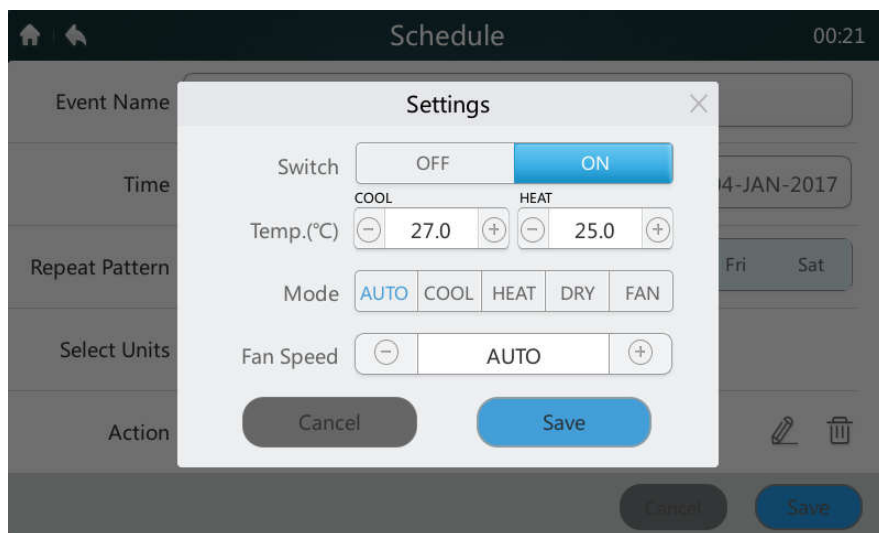 Schedule 00:21
Event Name
Settings
Switch OFF ON
Time 04-JAN-2017
COOL HEAT
Temp.(°C) 27.0 25.0
Repeat Pattern Fri Sat
Mode AUTO COOL HEAT DRY FAN
Select Units
Fan Speed AUTO
Cancel Save
Action
Cancel Save